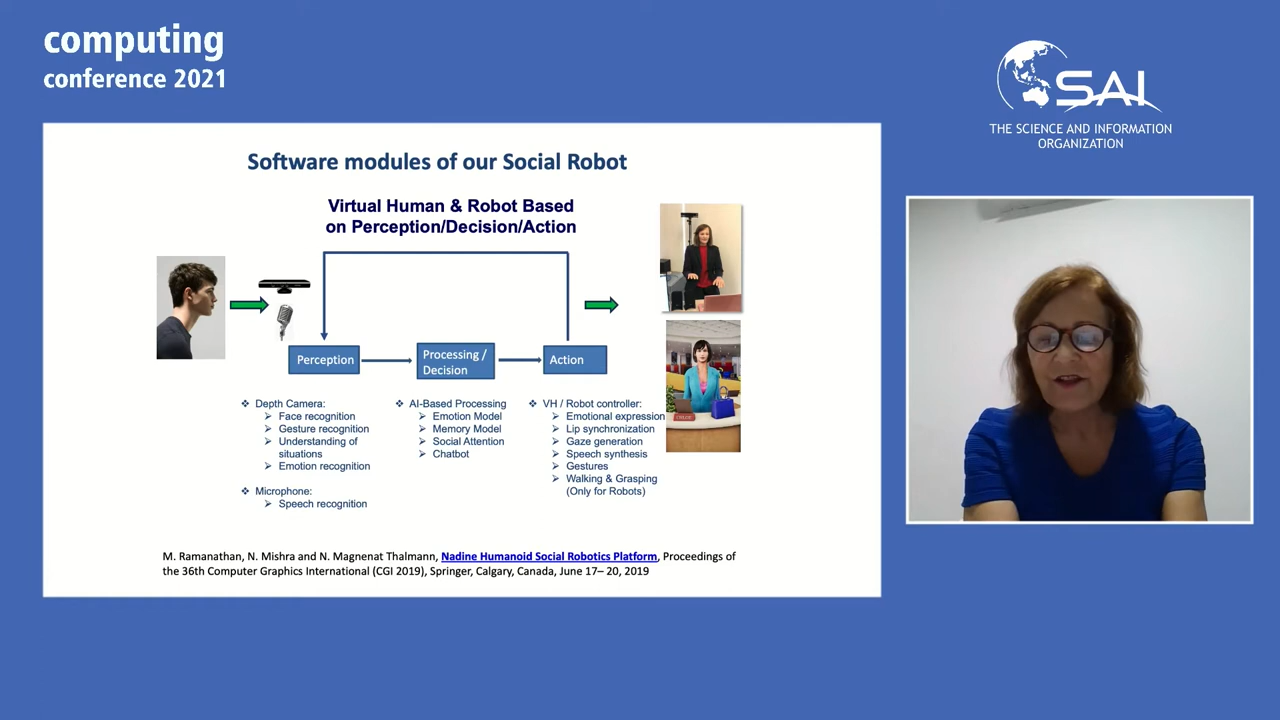 computing
conference 2021
SAI
THE SCIENCE AND INFORMATION
ORGANIZATION
Software modules of our Social Robot
Virtual Human & Robot Based
on Perception/Decision/Action
Perception
Processing /
Decision
Action
❖ Depth Camera:
➢ Face recognition
➢ Gesture recognition
➢ Understanding of
situations
➢ Emotion recognition
❖ Microphone:
➢ Speech recognition
❖ AI-Based Processing
➢ Emotion Model
➢ Memory Model
➢ Social Attention
➢ Chatbot
❖ VH / Robot controller:
➢ Emotional expression
➢ Lip synchronization
➢ Gaze generation
➢ Speech synthesis
➢ Gestures
➢ Walking & Grasping
(Only for Robots)
M. Ramanathan, N. Mishra and N. Magnenat Thalmann, Nadine Humanoid Social Robotics Platform, Proceedings of
the 36th Computer Graphics International (CGI 2019), Springer, Calgary, Canada, June 17– 20, 2019